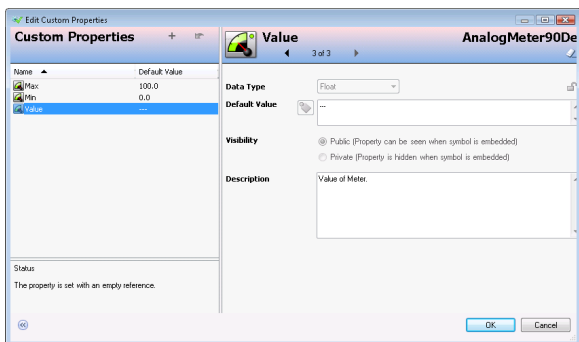 Edit Custom Properties
Custom Properties
Name
Default Value
Max
100.0
Min
0.0
Value
---
Status
The property is set with an empty reference.
Value
AnalogMeter90De
3 of 3
Data Type
Float
Default Value
---
Visibility
Public (Property can be seen when symbol is embedded)
Private (Property is hidden when symbol is embedded)
Description
Value of Meter.
OK
Cancel